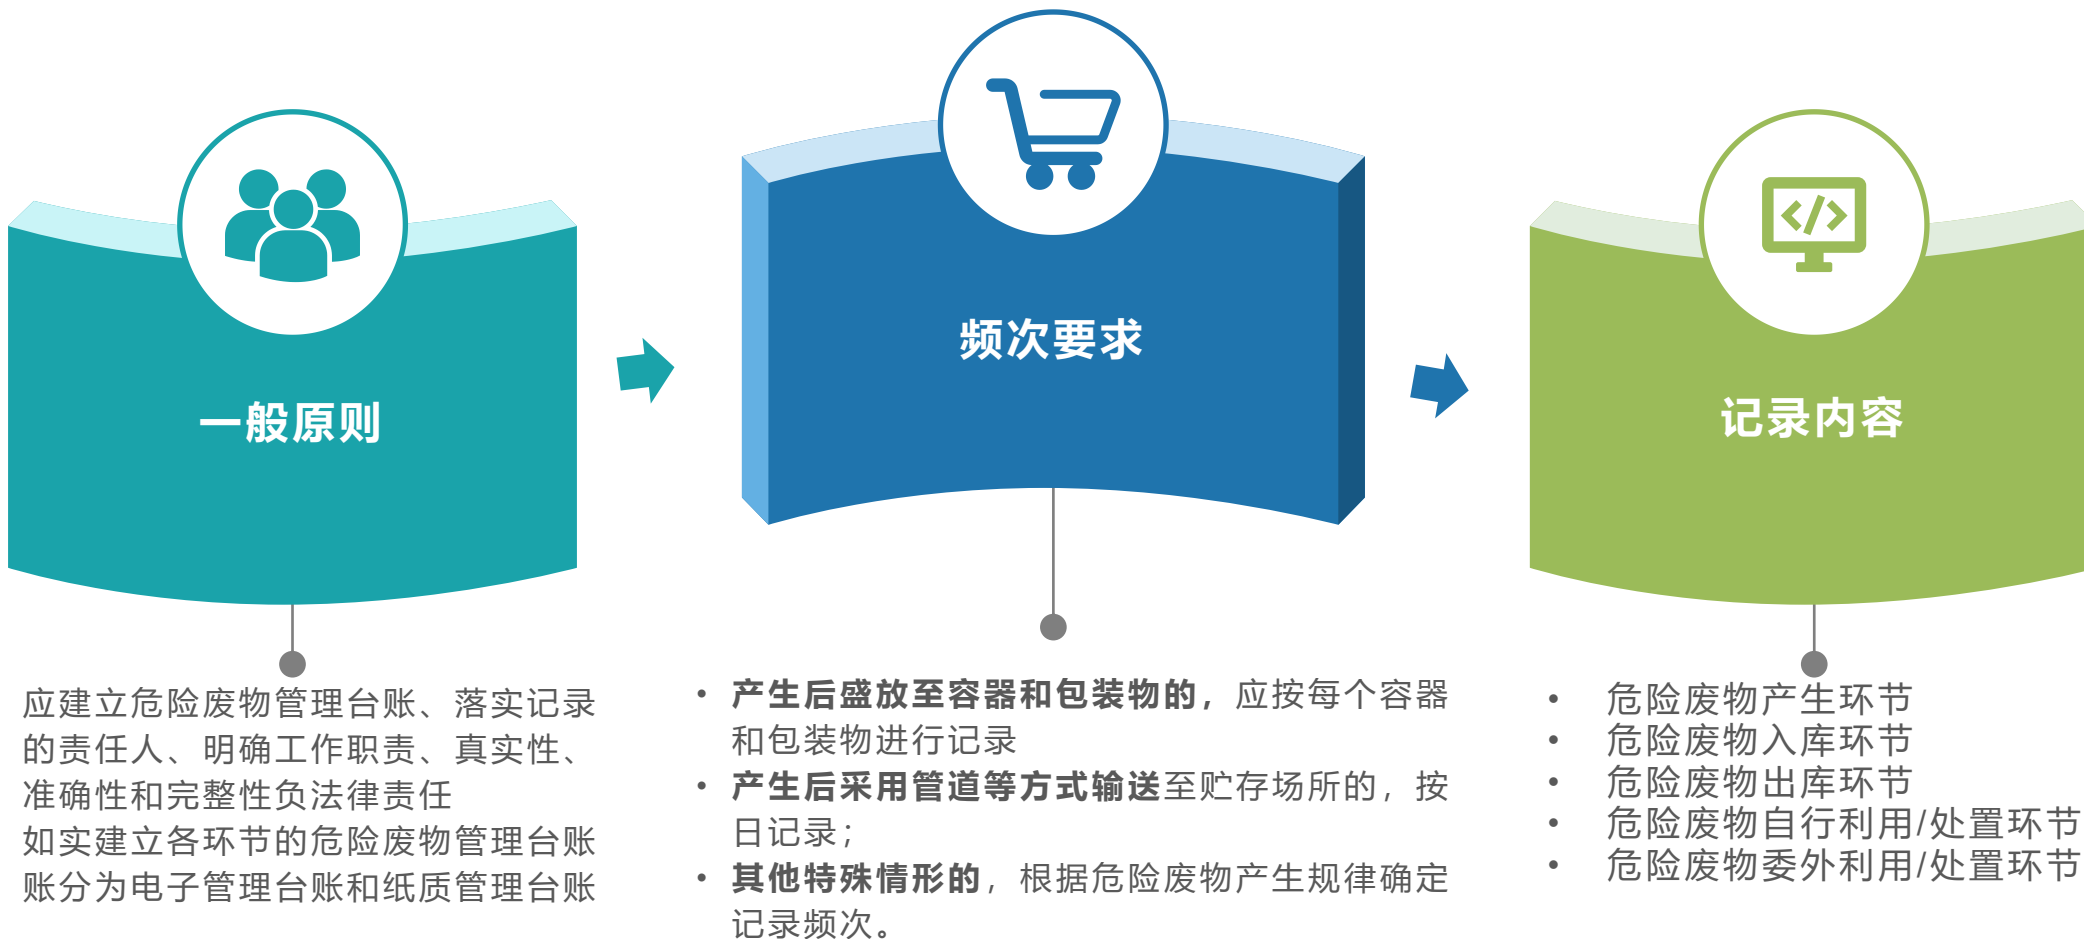 一般原则
应建立危险废物管理台账、落实记录
的责任人、明确工作职责、真实性、
准确性和完整性负法律责任
如实建立各环节的危险废物管理台账
账分为电子管理台账和纸质管理台账
频次要求
• 产生后盛放至容器和包装物的，应按每个容器
和包装物进行记录
• 产生后采用管道等方式输送至贮存场所的，按
日记录；
• 其他特殊情形的，根据危险废物产生规律确定
记录频次。
记录内容
• 危险废物产生环节
• 危险废物入库环节
• 危险废物出库环节
• 危险废物自行利用/处置环节
• 危险废物委外利用/处置环节